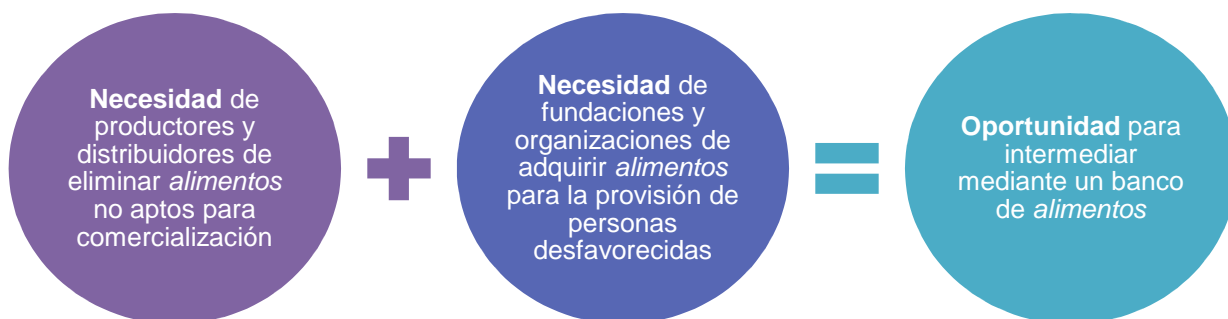 Necesidad de
productores y
distribuidores de
eliminar alimentos
no aptos para
comercialización
Necesidad de
fundaciones y
organizaciones de
adquirir alimentos
para la provisión de
personas
desfavorecidas
Oportunidad para
intermediar
mediante un banco
de alimentos